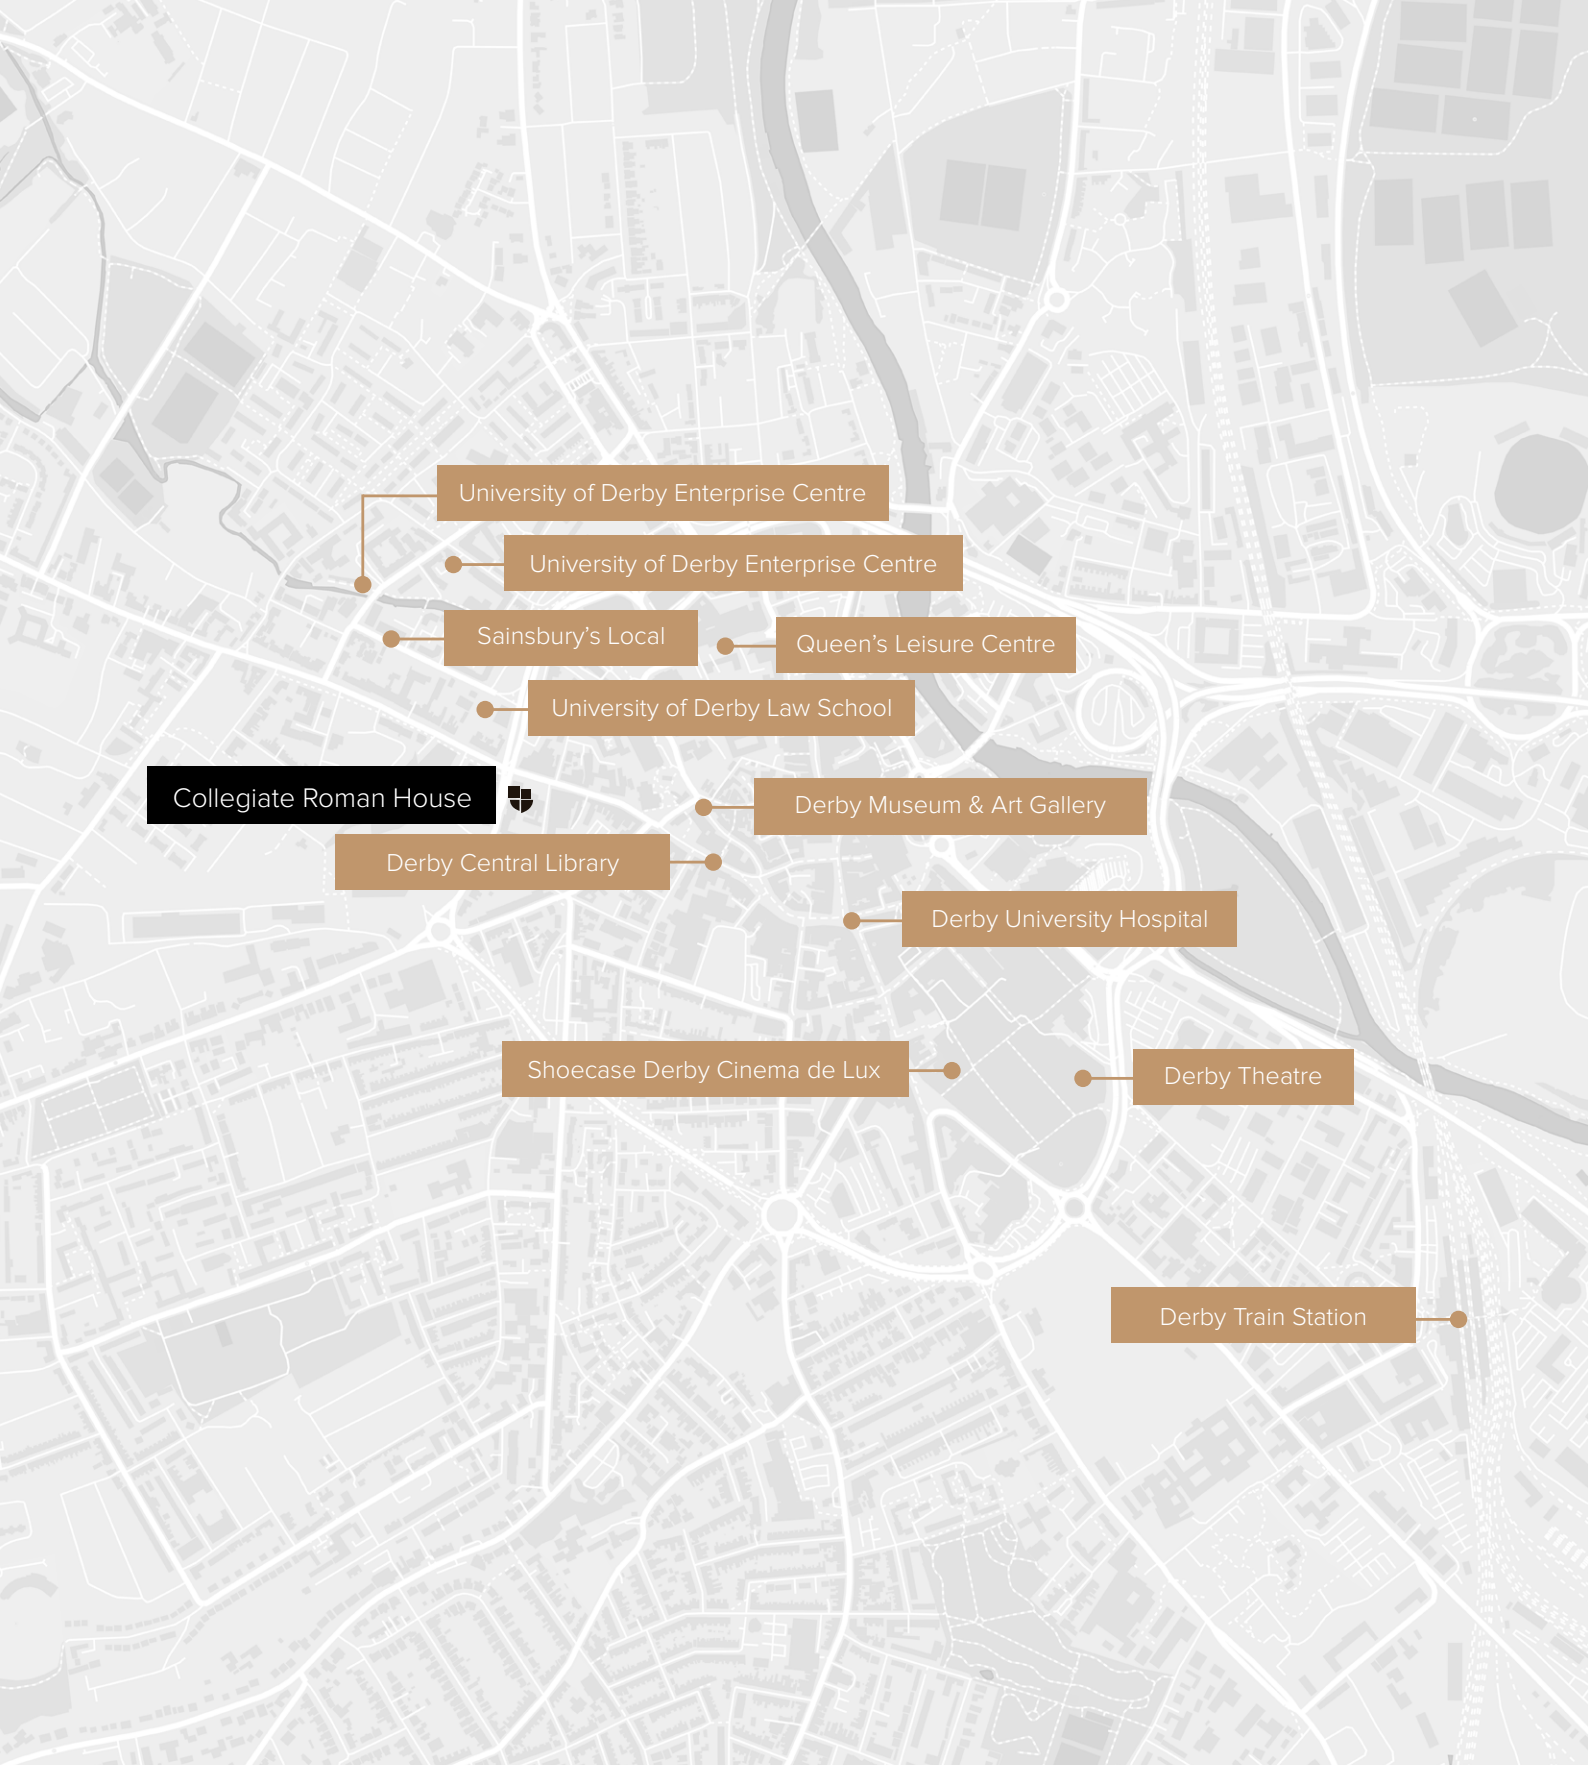 University of Derby Enterprise Centre
University of Derby Enterprise Centre
Sainsbury's Local
Queen's Leisure Centre
University of Derby Law School
Collegiate Roman House
Derby Museum & Art Gallery
Derby Central Library
Derby University Hospital
Shoecase Derby Cinema de Lux
Derby Theatre
Derby Train Station